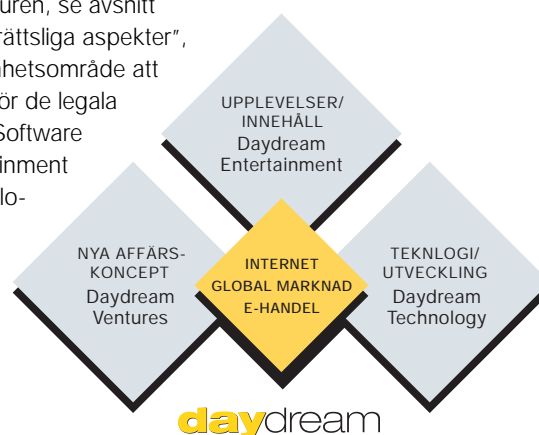 uren, se avsnitt
rättsliga aspekter",
nhetsområde att
ör de legala
Software
inment
lo-
UPPLEVELSER/
INNEHÅLL
Daydream
Entertainment
NYA AFFÄRS-
KONCEPT
Daydream
Ventures
INTERNET
GLOBAL MARKNAD
E-HANDEL
TEKNLOGI/
UTVECKLING
Daydream
Technology
daydream